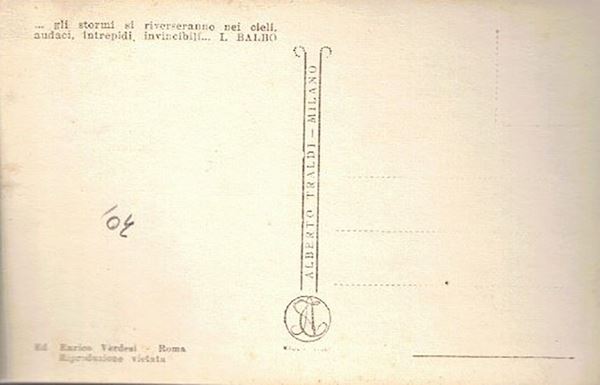 ... gli stormi si riverseranno nei cieli,
audaci, intrepidi, invincibili... I. BALBO
ALBERTO TRALDI — MILANO
Ed. Enrico Verdesi - Roma
Riproduzione vietata